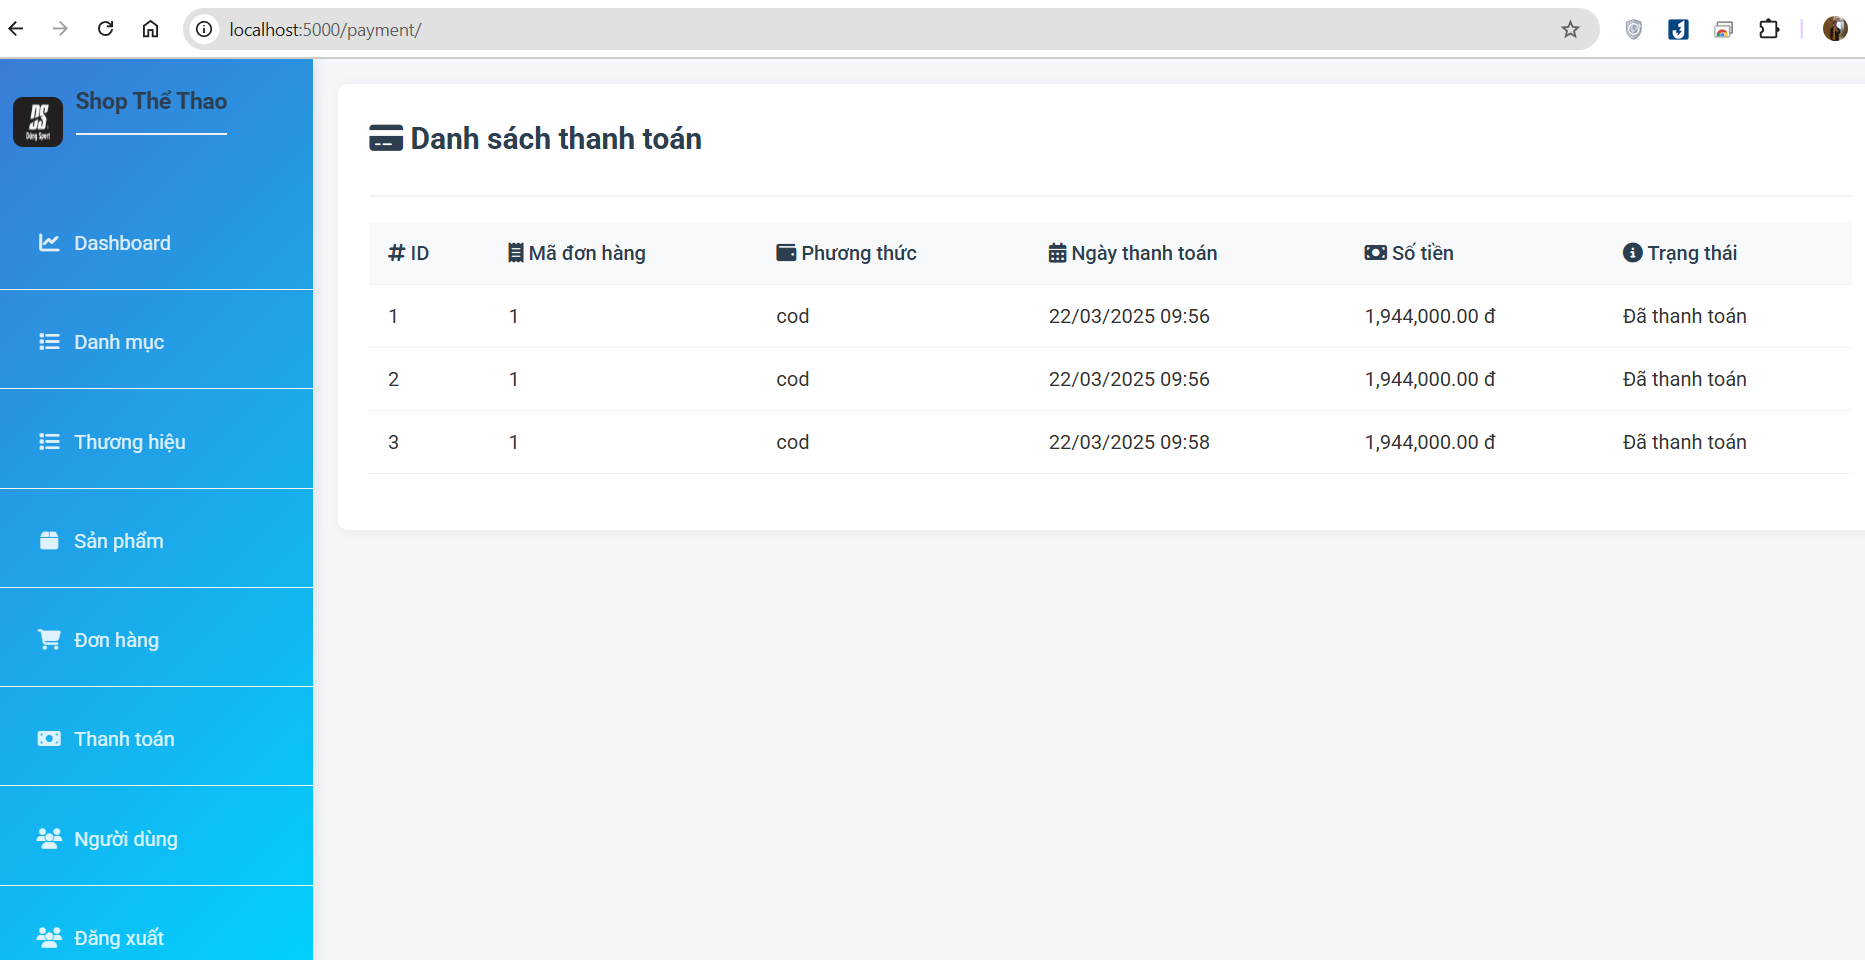 localhost:5000/payment/
Shop Thể Thao
DS
Dũng Sport
Dashboard
Danh mục
Thương hiệu
Sản phẩm
Đơn hàng
Thanh toán
Người dùng
Đăng xuất
Danh sách thanh toán
# ID Mã đơn hàng Phương thức Ngày thanh toán Số tiền Trạng thái
1 1 cod 22/03/2025 09:56 1,944,000.00 đ Đã thanh toán
2 1 cod 22/03/2025 09:56 1,944,000.00 đ Đã thanh toán
3 1 cod 22/03/2025 09:58 1,944,000.00 đ Đã thanh toán